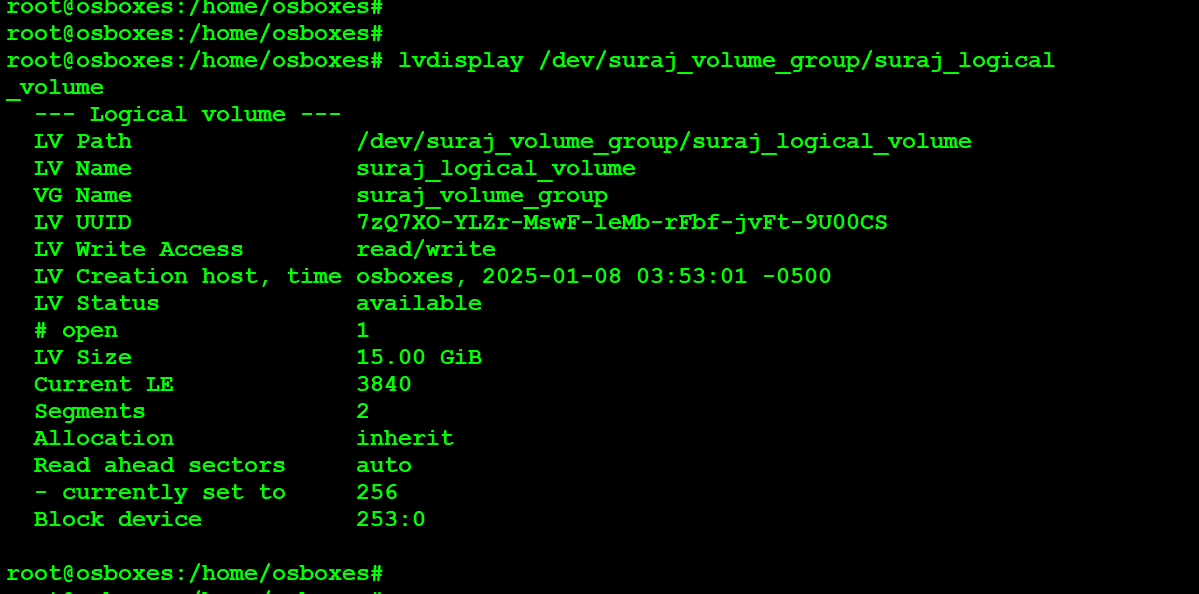 root@osboxes:/home/osboxes#
root@osboxes:/home/osboxes#
root@osboxes:/home/osboxes# lvdisplay /dev/suraj_volume_group/suraj_logical
_volume
  --- Logical volume ---
  LV Path                /dev/suraj_volume_group/suraj_logical_volume
  LV Name                suraj_logical_volume
  VG Name                suraj_volume_group
  LV UUID                7zQ7XO-YLZr-MswF-leMb-rFbf-jvFt-9U00CS
  LV Write Access        read/write
  LV Creation host, time osboxes, 2025-01-08 03:53:01 -0500
  LV Status              available
  # open                 1
  LV Size                15.00 GiB
  Current LE             3840
  Segments               2
  Allocation             inherit
  Read ahead sectors     auto
  - currently set to     256
  Block device           253:0
root@osboxes:/home/osboxes#